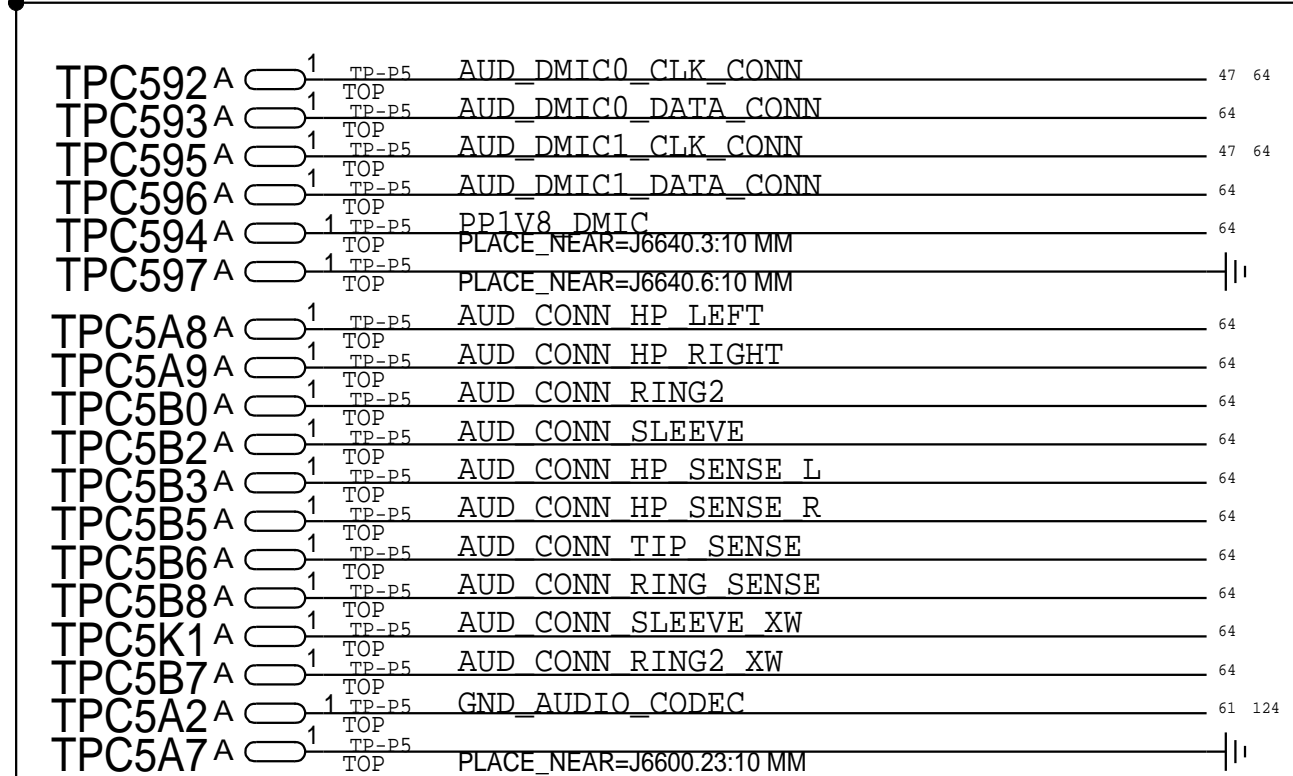 TPC592 A 1 TP-P5 AUD_DMIC0_CLK_CONN 47 64
TOP
TPC593 A 1 TP-P5 AUD_DMIC0_DATA_CONN 64
TOP
TPC595 A 1 TP-P5 AUD_DMIC1_CLK_CONN 47 64
TOP
TPC596 A 1 TP-P5 AUD_DMIC1_DATA_CONN 64
TOP
TPC594 A 1 TP-P5 PP1V8_DMIC 64
TOP PLACE_NEAR=J6640.3:10 MM
TPC597 A 1 TP-P5
TOP PLACE_NEAR=J6640.6:10 MM
TPC5A8 A 1 TP-P5 AUD_CONN_HP_LEFT 64
TOP
TPC5A9 A 1 TP-P5 AUD_CONN_HP_RIGHT 64
TOP
TPC5B0 A 1 TP-P5 AUD_CONN_RING2 64
TOP
TPC5B2 A 1 TP-P5 AUD_CONN_SLEEVE 64
TOP
TPC5B3 A 1 TP-P5 AUD_CONN_HP_SENSE_L 64
TOP
TPC5B5 A 1 TP-P5 AUD_CONN_HP_SENSE_R 64
TOP
TPC5B6 A 1 TP-P5 AUD_CONN_TIP_SENSE 64
TOP
TPC5B8 A 1 TP-P5 AUD_CONN_RING_SENSE 64
TOP
TPC5K1 A 1 TP-P5 AUD_CONN_SLEEVE_XW 64
TOP
TPC5B7 A 1 TP-P5 AUD_CONN_RING2_XW 64
TOP
TPC5A2 A 1 TP-P5 GND_AUDIO_CODEC 61 124
TOP
TPC5A7 A 1 TP-P5
TOP PLACE_NEAR=J6600.23:10 MM